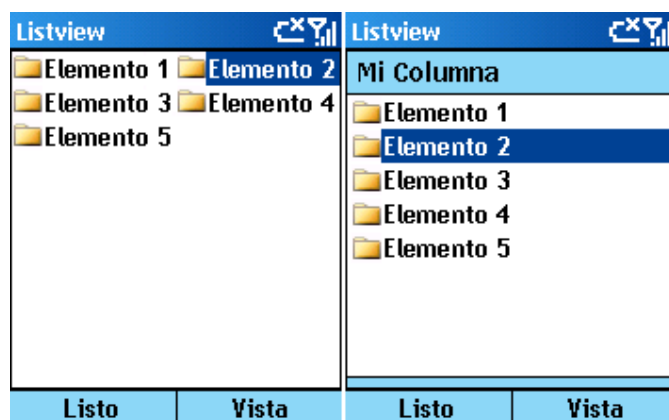 Listview
Elemento 1 Elemento 2
Elemento 3 Elemento 4
Elemento 5
Listo Vista
Listview
Mi Columna
Elemento 1
Elemento 2
Elemento 3
Elemento 4
Elemento 5
Listo Vista